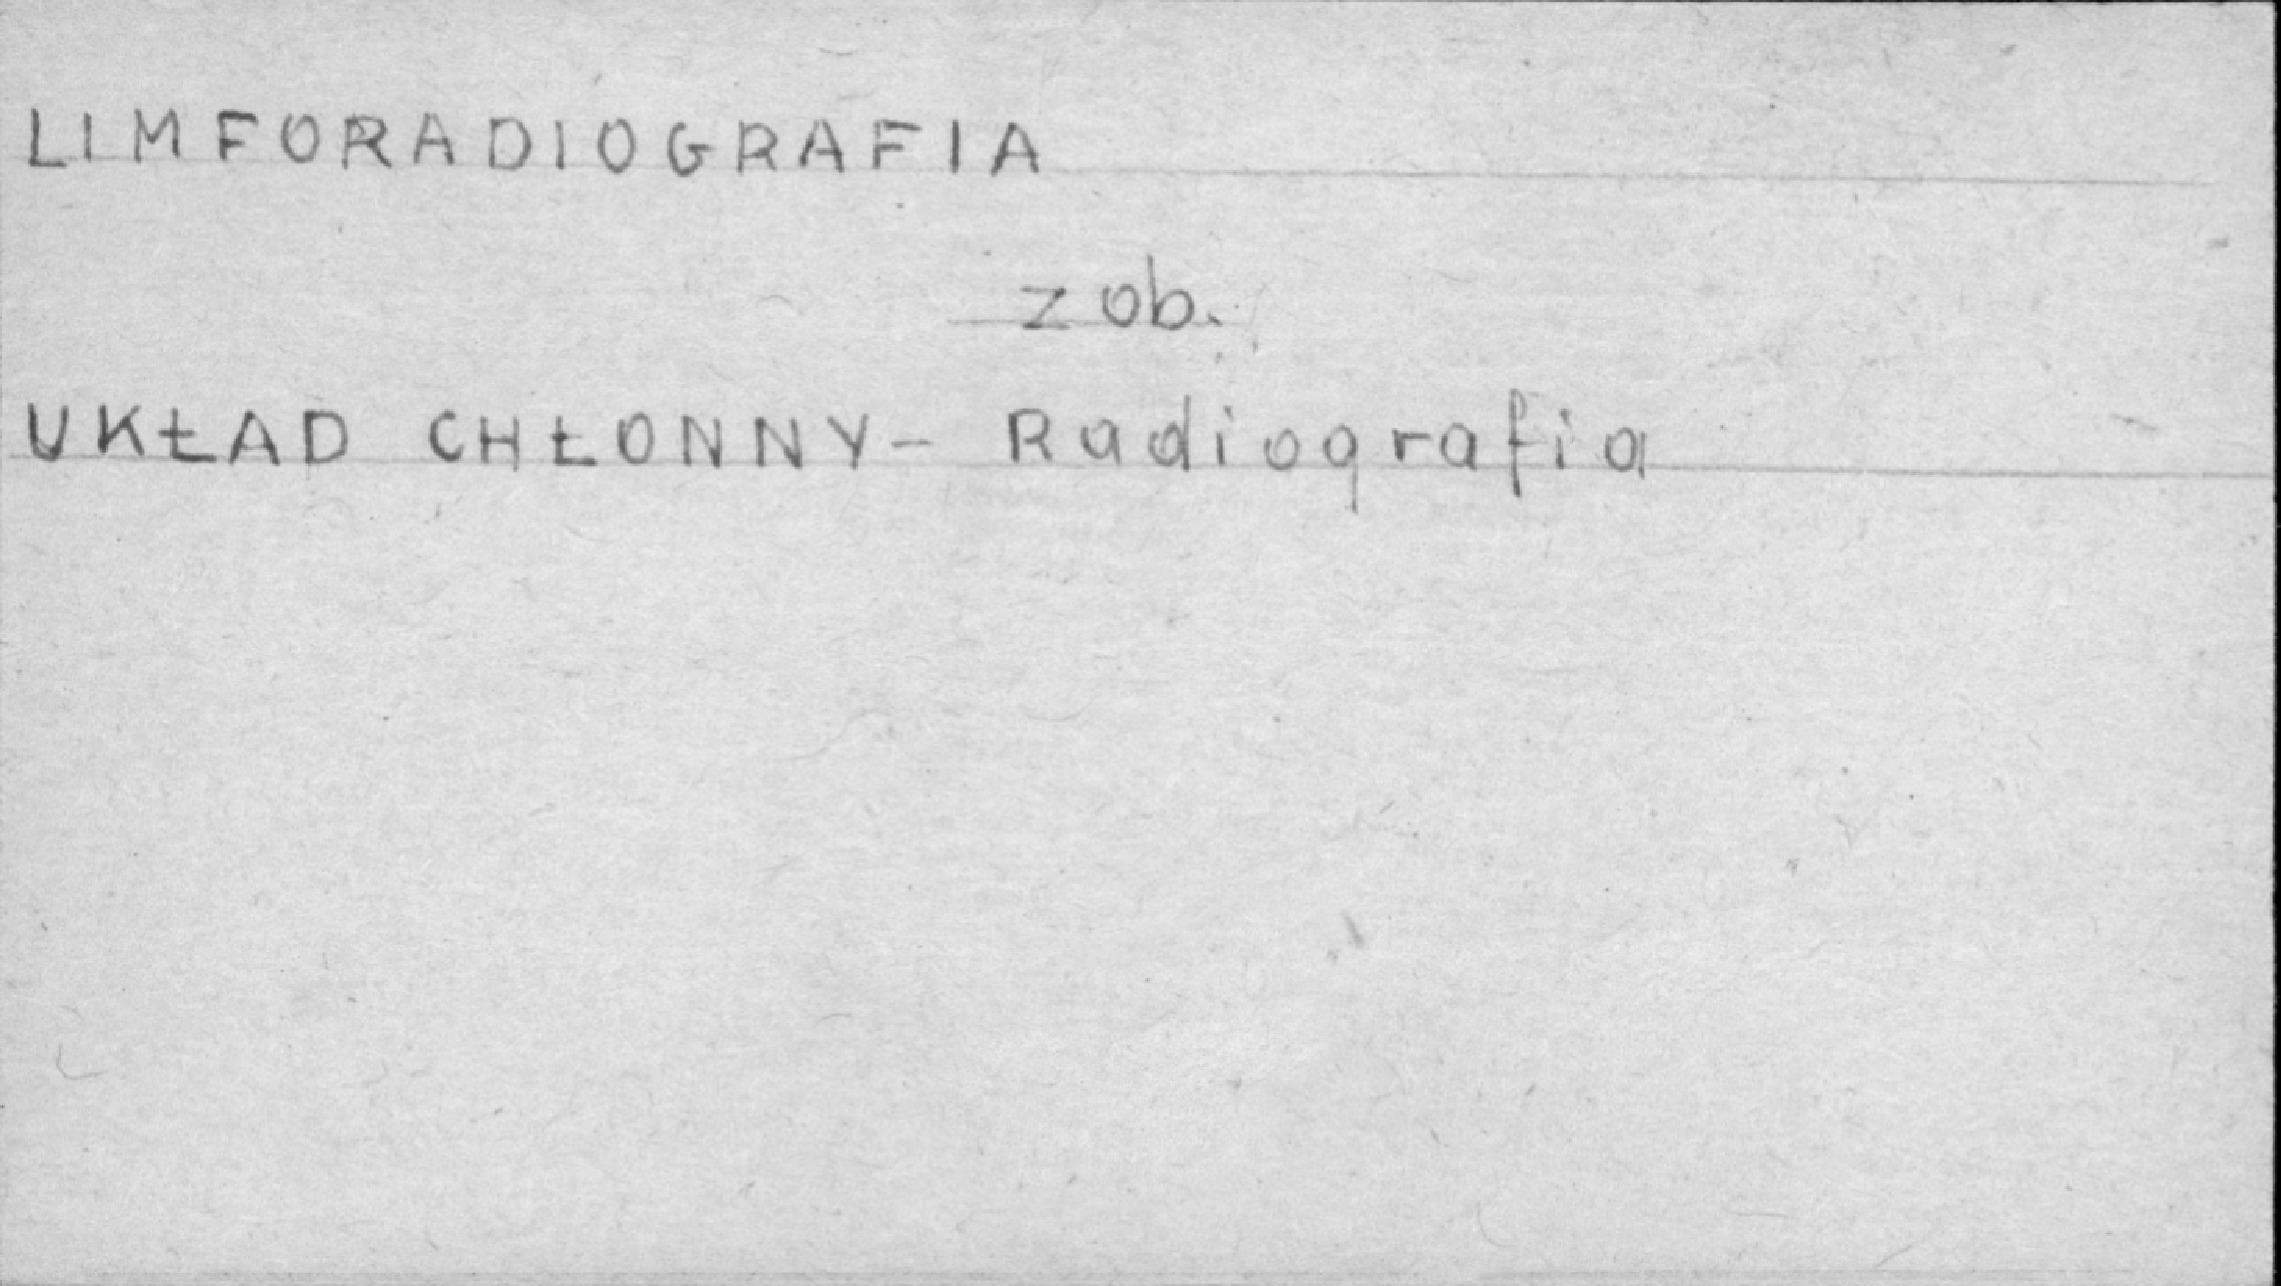 LIMFORADIOGRAFIA
zob.
UKŁAD CHŁONNY - Radiografia